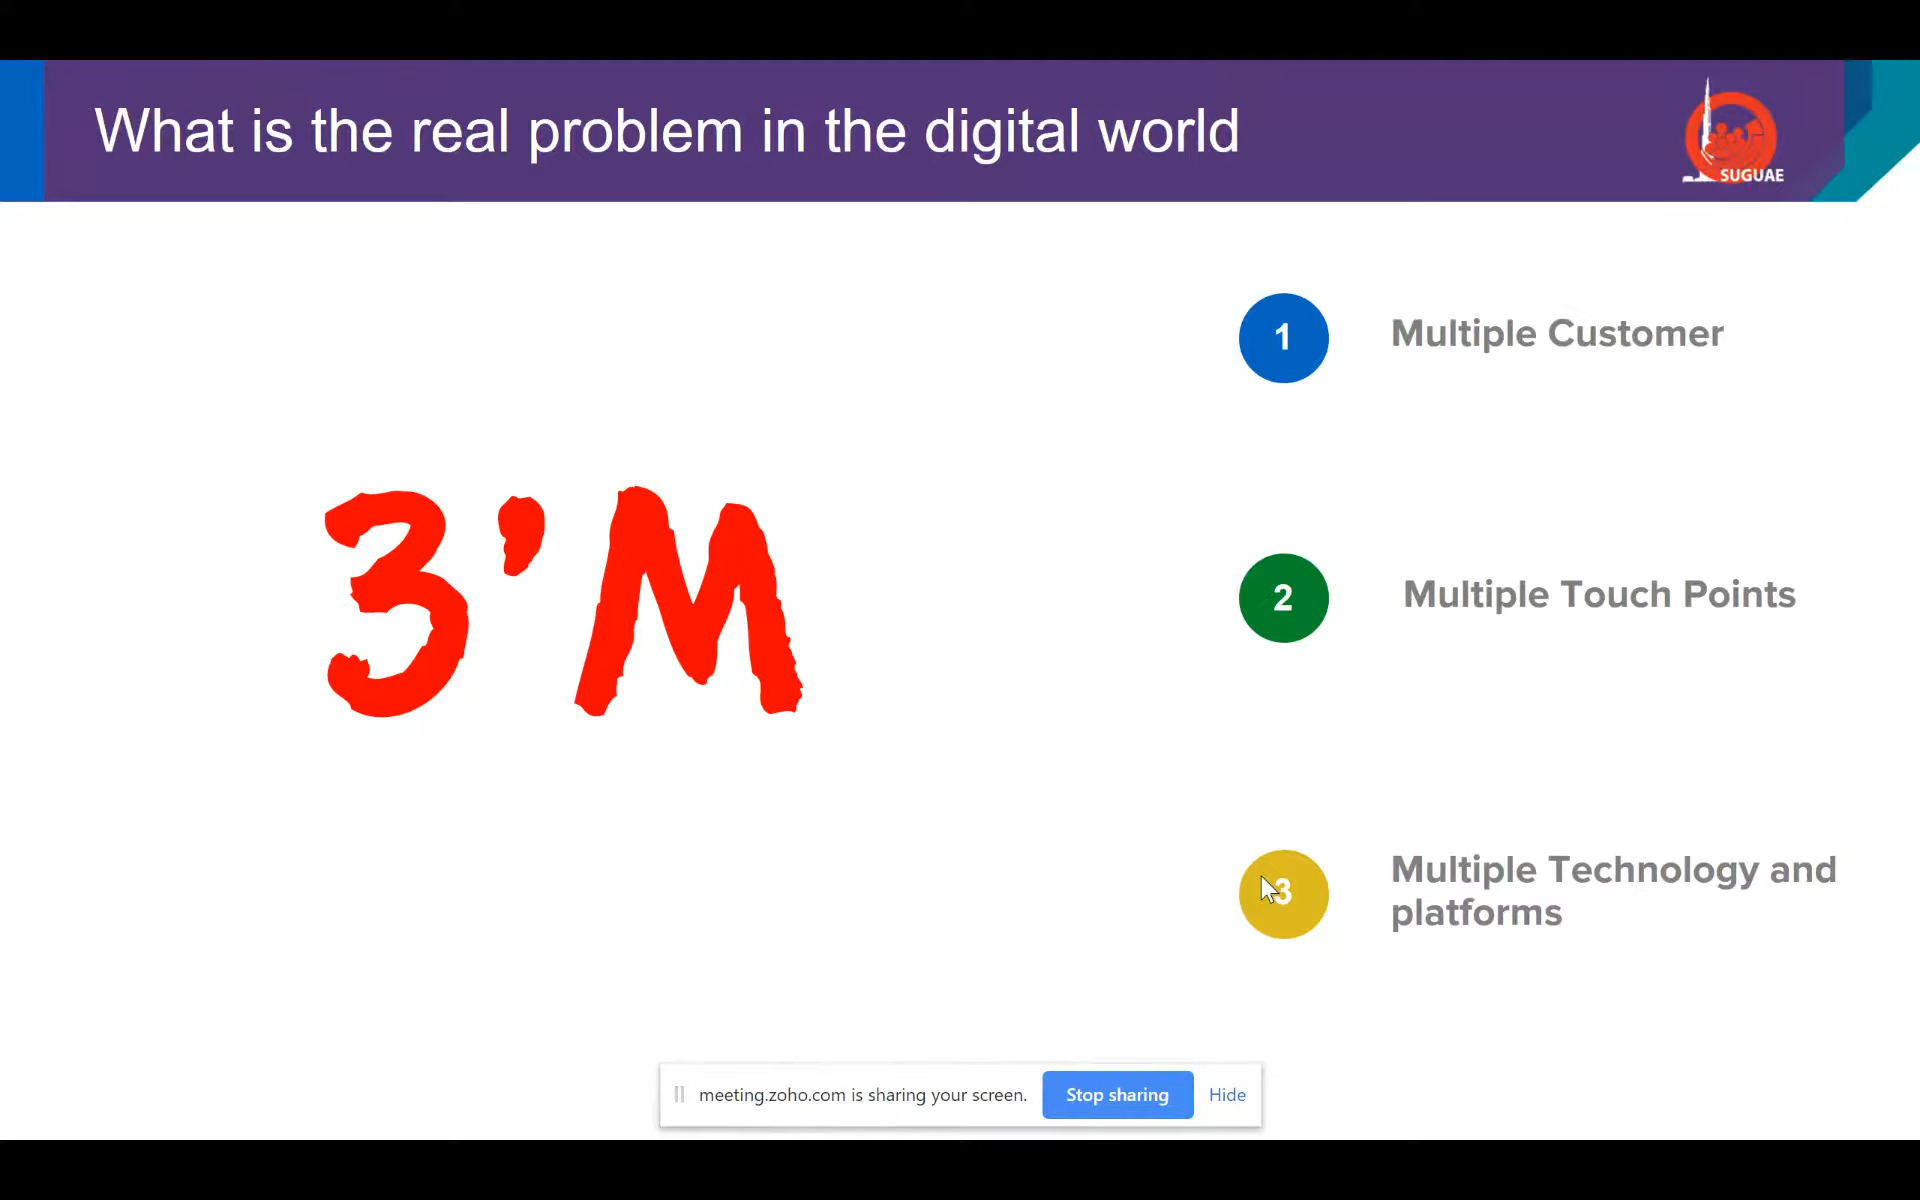 What is the real problem in the digital world
SUGUAE
3'M
1
Multiple Customer
2
Multiple Touch Points
3
Multiple Technology and
platforms
meeting.zoho.com is sharing your screen.
Stop sharing
Hide